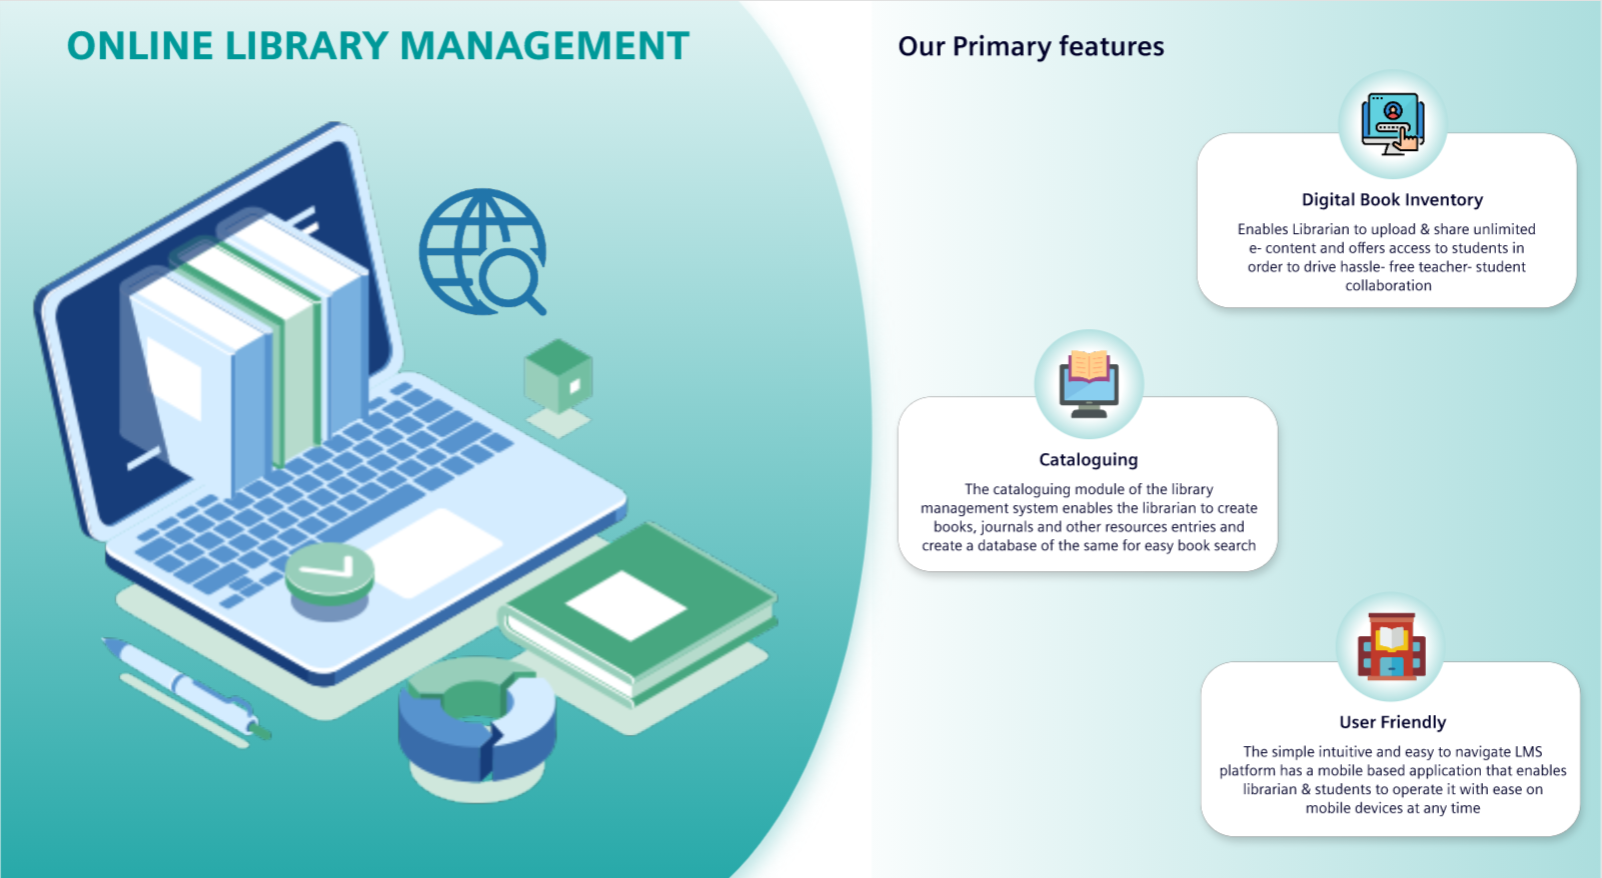 ONLINE LIBRARY MANAGEMENT
Our Primary features
Digital Book Inventory
Enables Librarian to upload & share unlimited
e- content and offers access to students in
order to drive hassle- free teacher- student
collaboration
Cataloguing
The cataloguing module of the library
management system enables the librarian to create
books, journals and other resources entries and
create a database of the same for easy book search
User Friendly
The simple intuitive and easy to navigate LMS
platform has a mobile based application that enables
librarian & students to operate it with ease on
mobile devices at any time